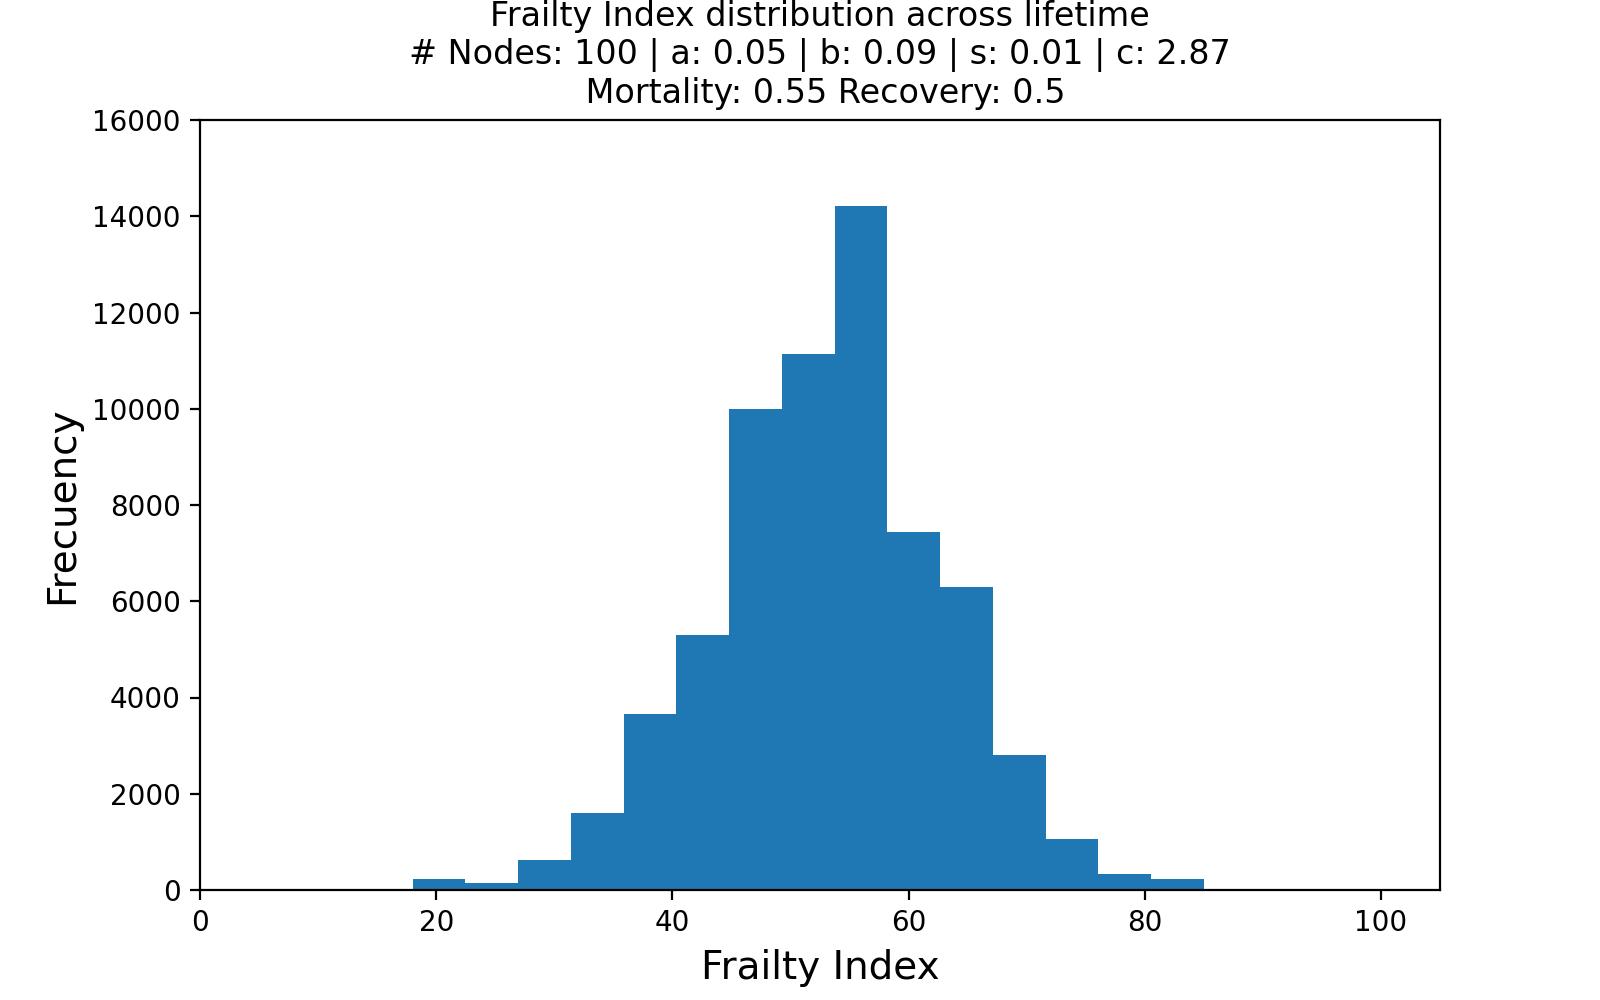 Frailty Index distribution across lifetime
# Nodes: 100 | a: 0.05 | b: 0.09 | s: 0.01 | c: 2.87
Mortality: 0.55 Recovery: 0.5
16000
14000
12000
10000
8000
6000
4000
2000
0
Frecuency
0 20 40 60 80 100
Frailty Index